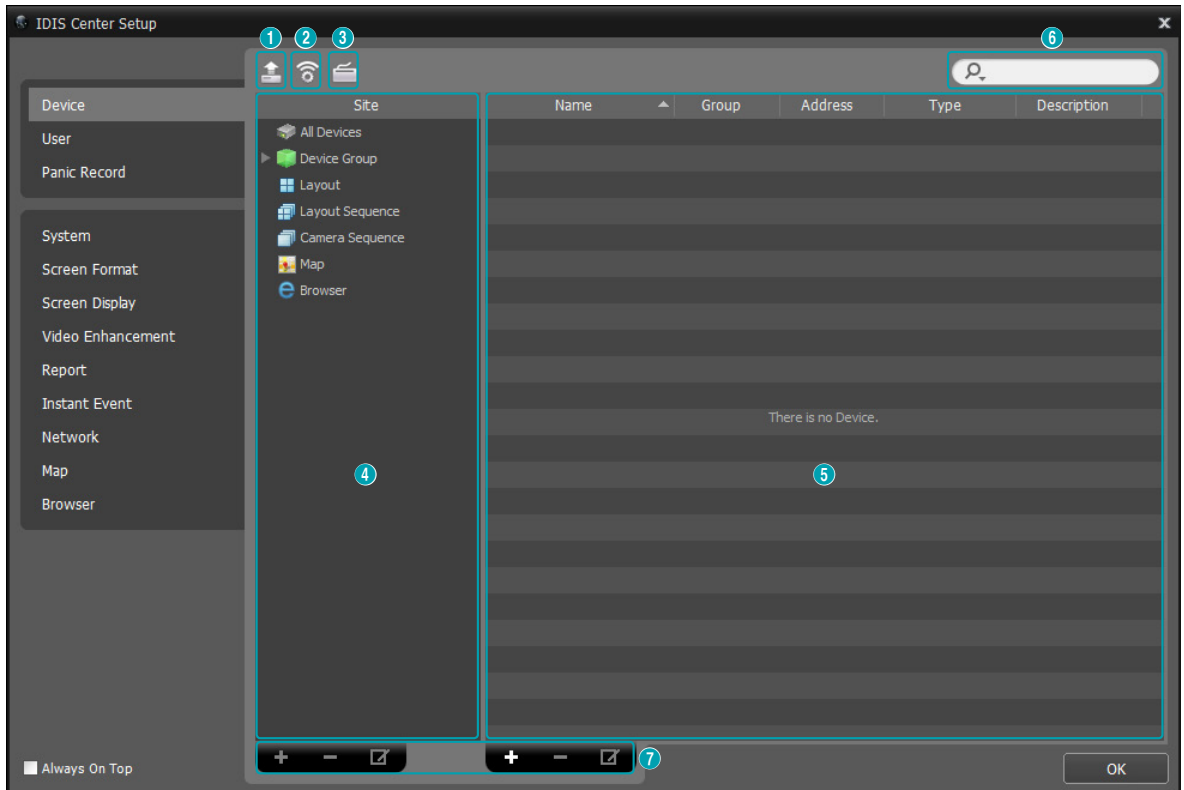 IDIS Center Setup x
1 2 3 6
Device
User
Panic Record
System
Screen Format
Screen Display
Video Enhancement
Report
Instant Event
Network
Map
Browser
Site
All Devices
Device Group
Layout
Layout Sequence
Camera Sequence
Map
Browser
4
Name Group Address Type Description
There is no Device.
5
7
Always On Top
OK